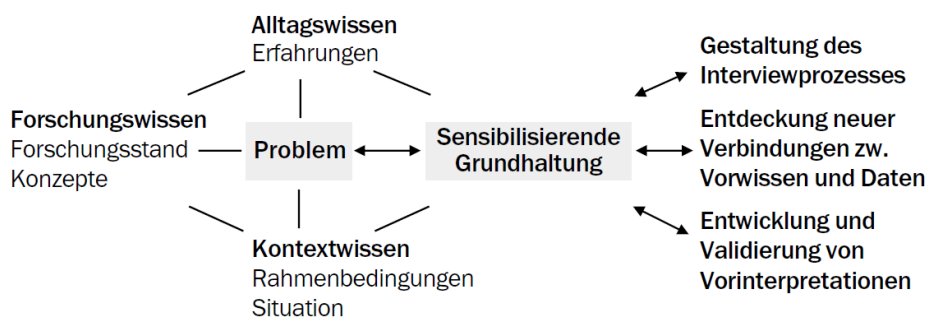 Alltagswissen
Erfahrungen
Forschungswissen
Forschungsstand
Konzepte
Problem
Kontextwissen
Rahmenbedingungen
Situation
Sensibilisierende
Grundhaltung
Gestaltung des
Interviewprozesses
Entdeckung neuer
Verbindungen zw.
Vorwissen und Daten
Entwicklung und
Validierung von
Vorinterpretationen